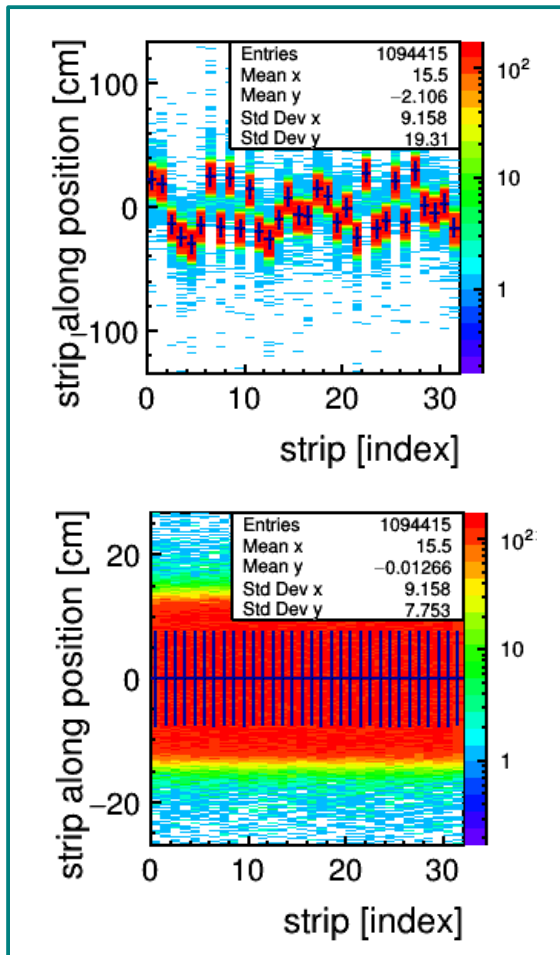 Entries 1094415
Mean x 15.5
Mean y −2.106
Std Dev x 9.158
Std Dev y 19.31
100
0
−100
0 10 20 30
10²
10
1
strip along position [cm]
strip [index]
Entries 1094415
Mean x 15.5
Mean y −0.01266
Std Dev x 9.158
Std Dev y 7.753
20
0
−20
0 10 20 30
10²
10
1
strip along position [cm]
strip [index]